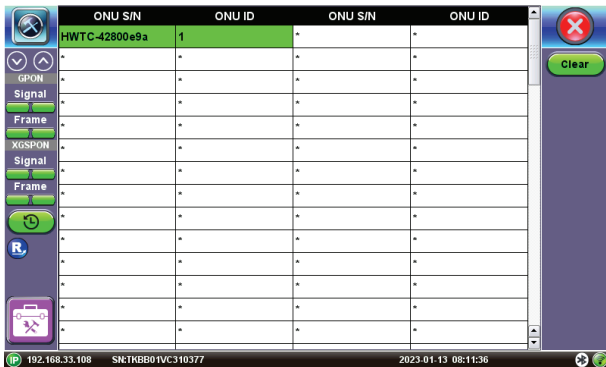 ONU S/N ONU ID ONU S/N ONU ID
HWTC-42800e9a 1 * *
* * * *
* * * *
* * * *
* * * *
* * * *
* * * *
* * * *
* * * *
* * * *
* * * *
* * * *
* * * *
* * * *
GPON
Signal
Frame
XGSPON
Signal
Frame
R
Clear
IP 192.168.33.108 SN:TKBB01VC310377 2023-01-13 08:11:36